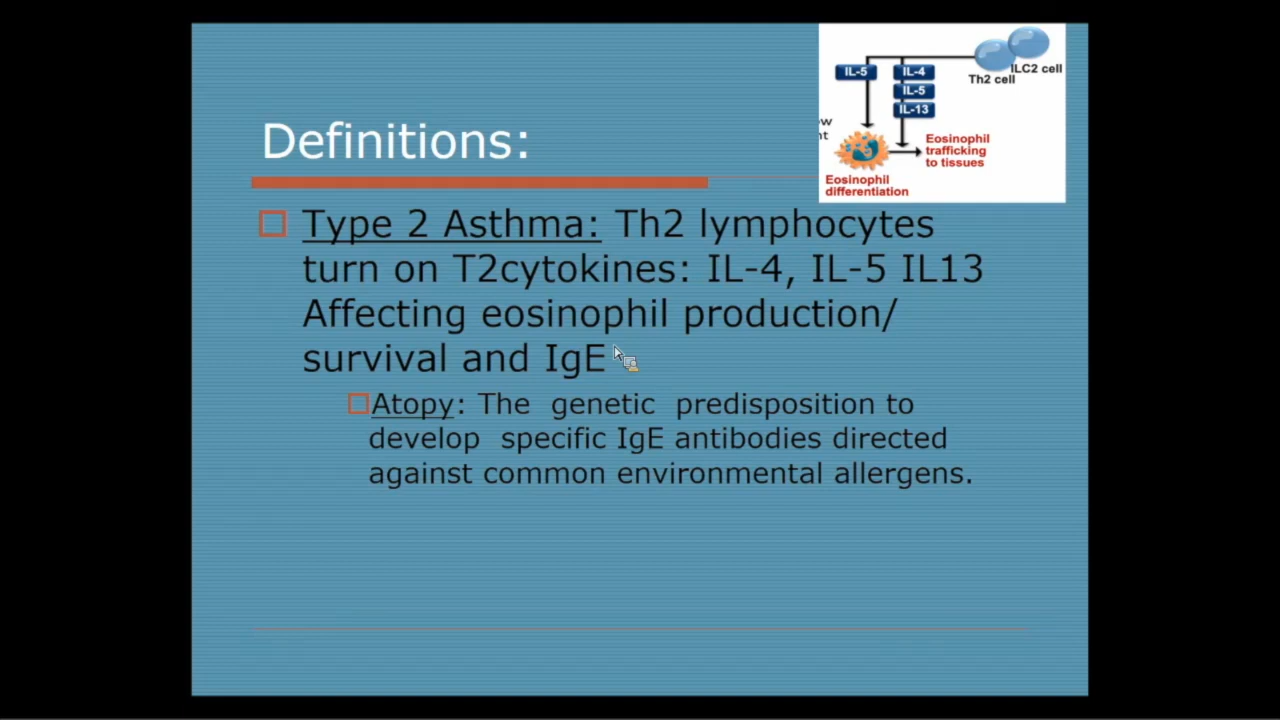 IL-5
IL-4
IL-5
IL-13
Th2 cell
ILC2 cell
Eosinophil
trafficking
to tissues
Eosinophil
differentiation
Definitions:
Type 2 Asthma: Th2 lymphocytes
turn on T2cytokines: IL-4, IL-5 IL13
Affecting eosinophil production/
survival and IgE
Atopy: The genetic predisposition to
develop specific IgE antibodies directed
against common environmental allergens.